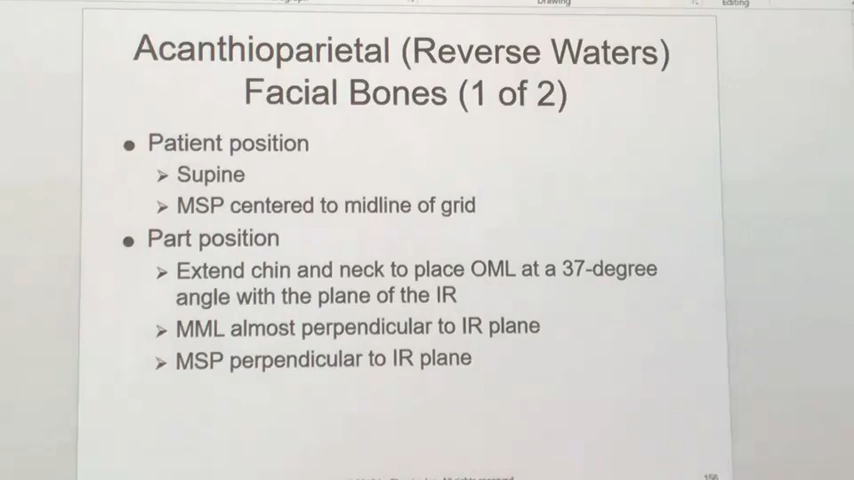 Drawing
Editing
Acanthioparietal (Reverse Waters)
Facial Bones (1 of 2)
● Patient position
➢ Supine
➢ MSP centered to midline of grid
● Part position
➢ Extend chin and neck to place OML at a 37-degree
angle with the plane of the IR
➢ MML almost perpendicular to IR plane
➢ MSP perpendicular to IR plane